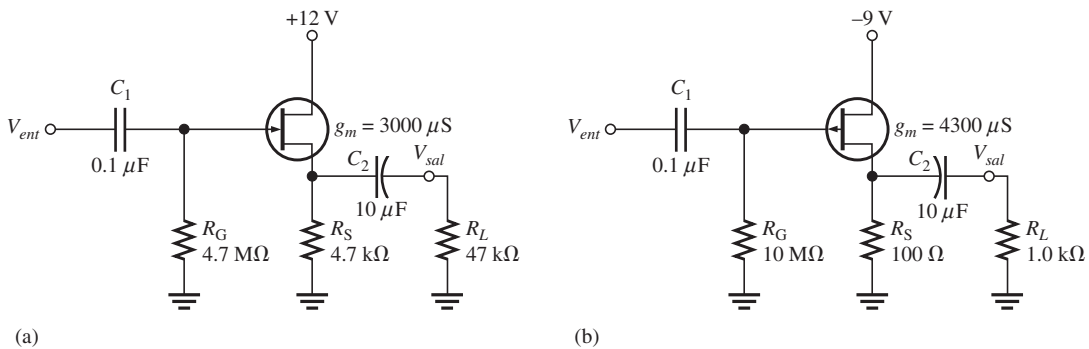 +12 V
C1
Vent
0.1 μF
gm = 3000 μS
C2
Vsal
10 μF
RG
4.7 MΩ
RS
4.7 kΩ
RL
47 kΩ
(a)
–9 V
C1
Vent
0.1 μF
gm = 4300 μS
C2
Vsal
10 μF
RG
10 MΩ
RS
100 Ω
RL
1.0 kΩ
(b)